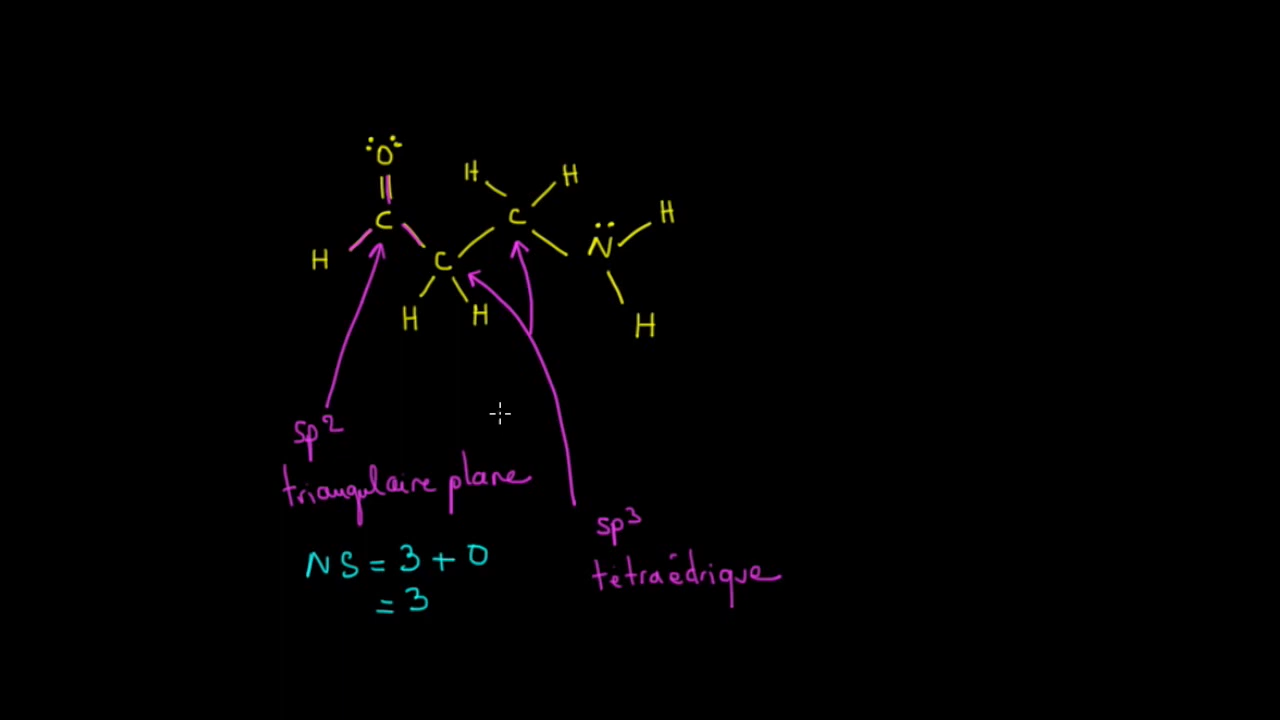 :O:
H H
C C N̈ H
H C
H H H
sp²
triangulaire plane
sp³
NS = 3 + 0
tétraédrique
= 3